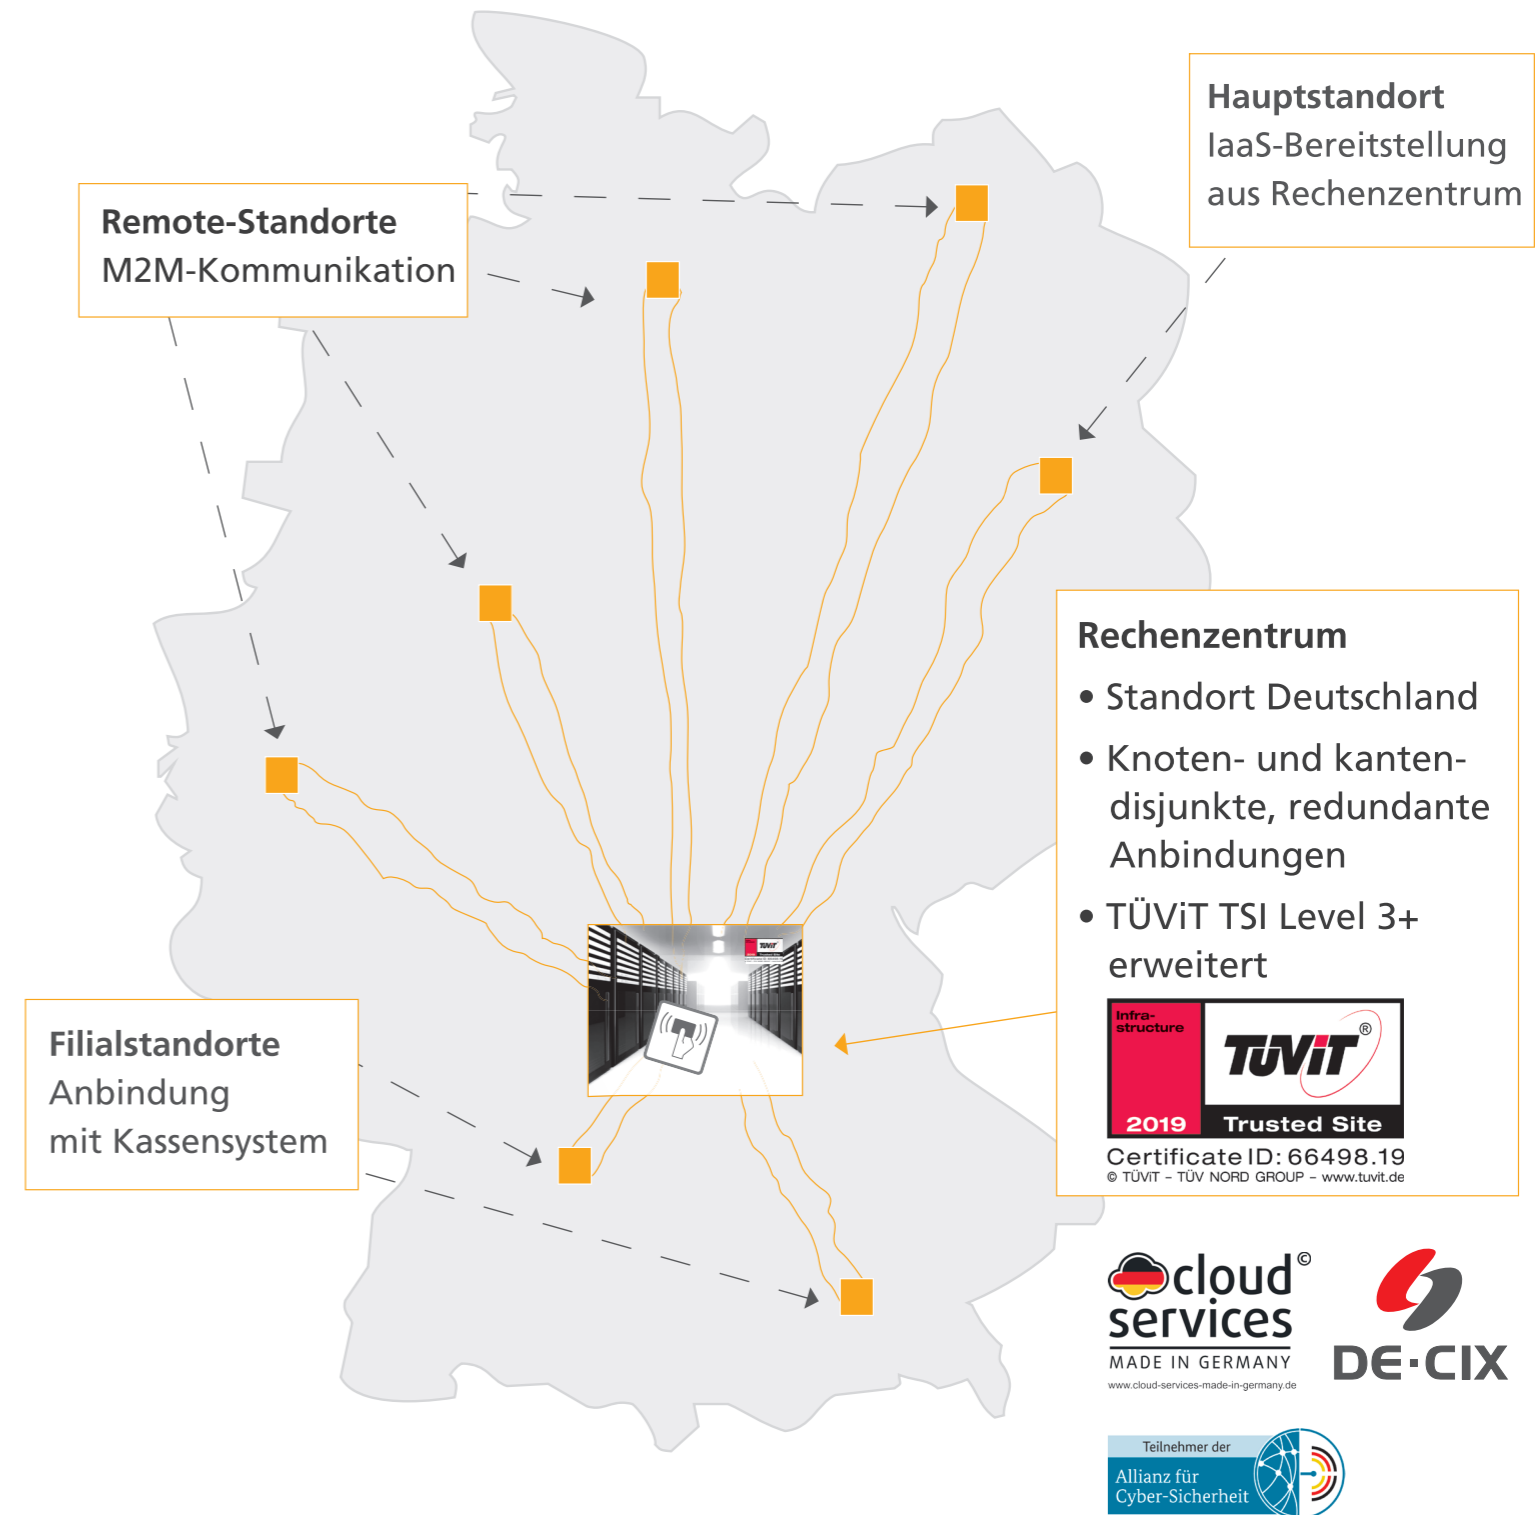 Hauptstandort
IaaS-Bereitstellung
aus Rechenzentrum
Remote-Standorte
M2M-Kommunikation
Rechenzentrum
• Standort Deutschland
• Knoten- und kanten-
disjunkte, redundante
Anbindungen
• TÜViT TSI Level 3+
erweitert
Infra-
structure
TÜViT®
2019
Trusted Site
Certificate ID: 66498.19
© TÜViT - TÜV NORD GROUP - www.tuvit.de
TÜViT
Trusted Site
Filialstandorte
Anbindung
mit Kassensystem
cloud©
services
MADE IN GERMANY
www.cloud-services-made-in-germany.de
DE·CIX
Teilnehmer der
Allianz für
Cyber-Sicherheit